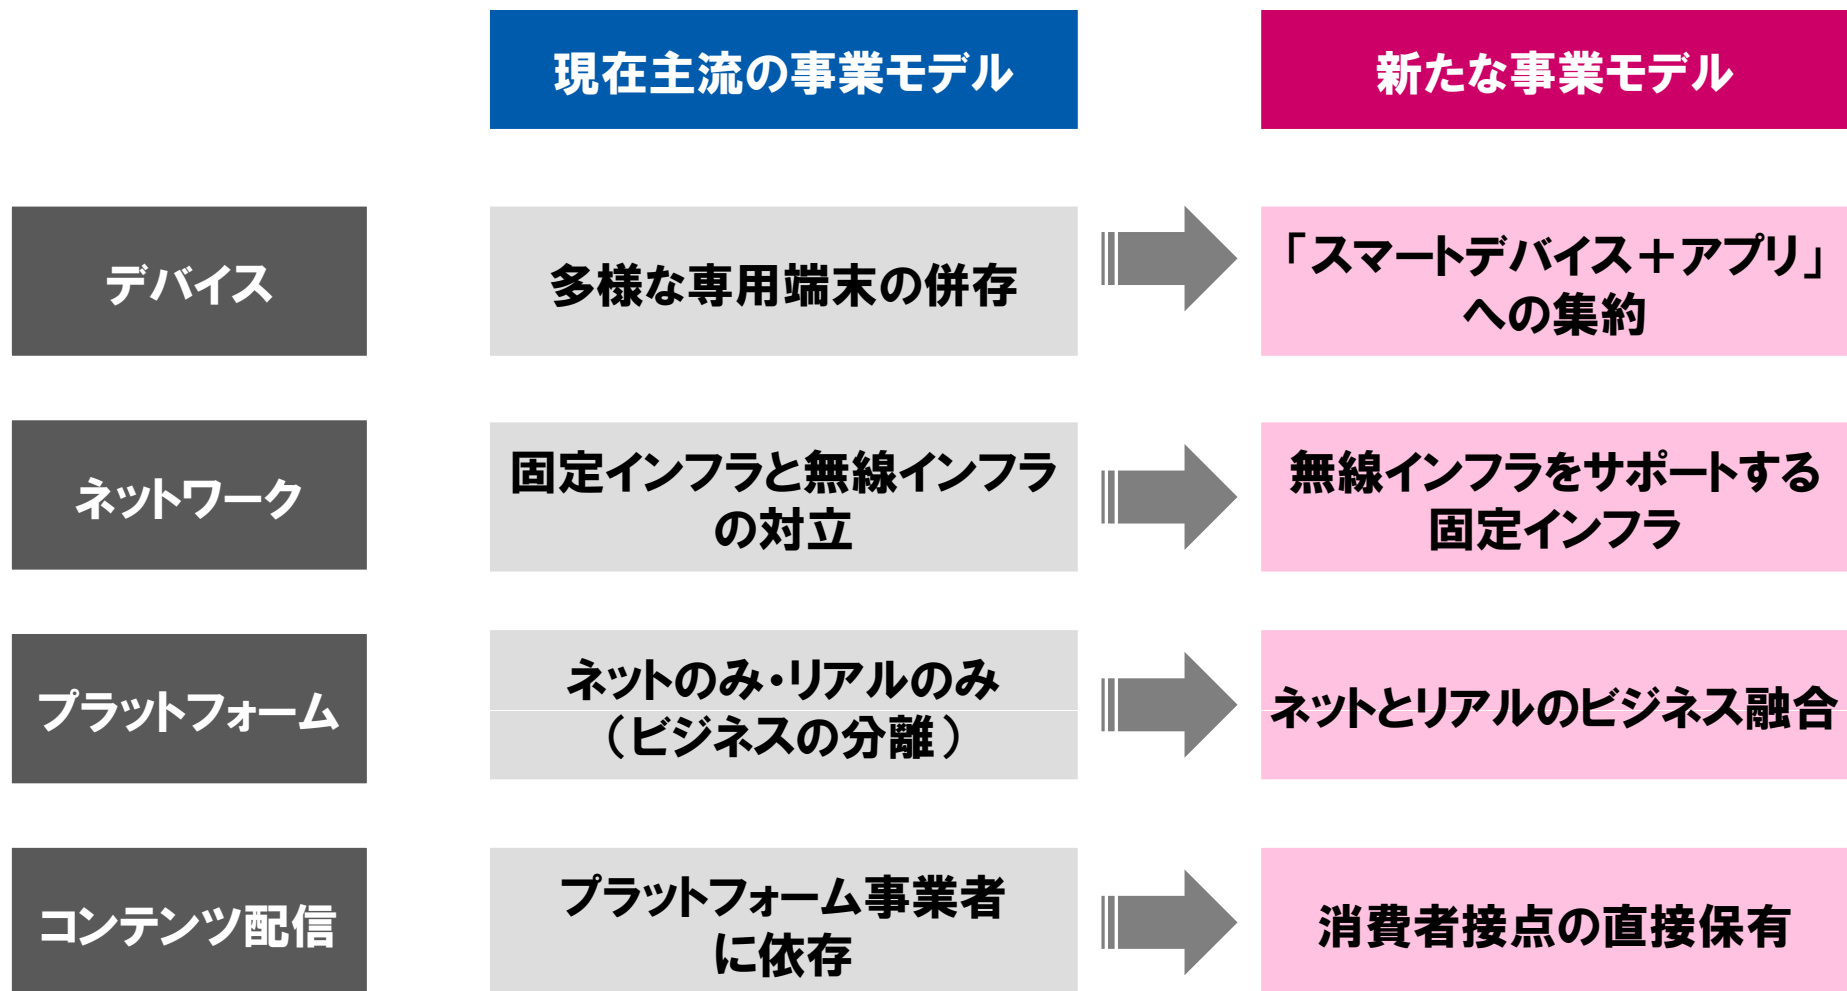 現在主流の事業モデル
新たな事業モデル
デバイス
多様な専用端末の併存
「スマートデバイス＋アプリ」
への集約
ネットワーク
固定インフラと無線インフラ
の対立
無線インフラをサポートする
固定インフラ
プラットフォーム
ネットのみ・リアルのみ
（ビジネスの分離）
ネットとリアルのビジネス融合
コンテンツ配信
プラットフォーム事業者
に依存
消費者接点の直接保有